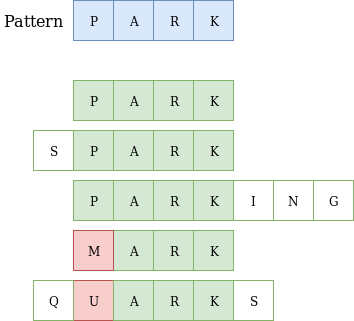 Pattern P A R K
P A R K
S P A R K
P A R K I N G
M A R K
Q U A R K S